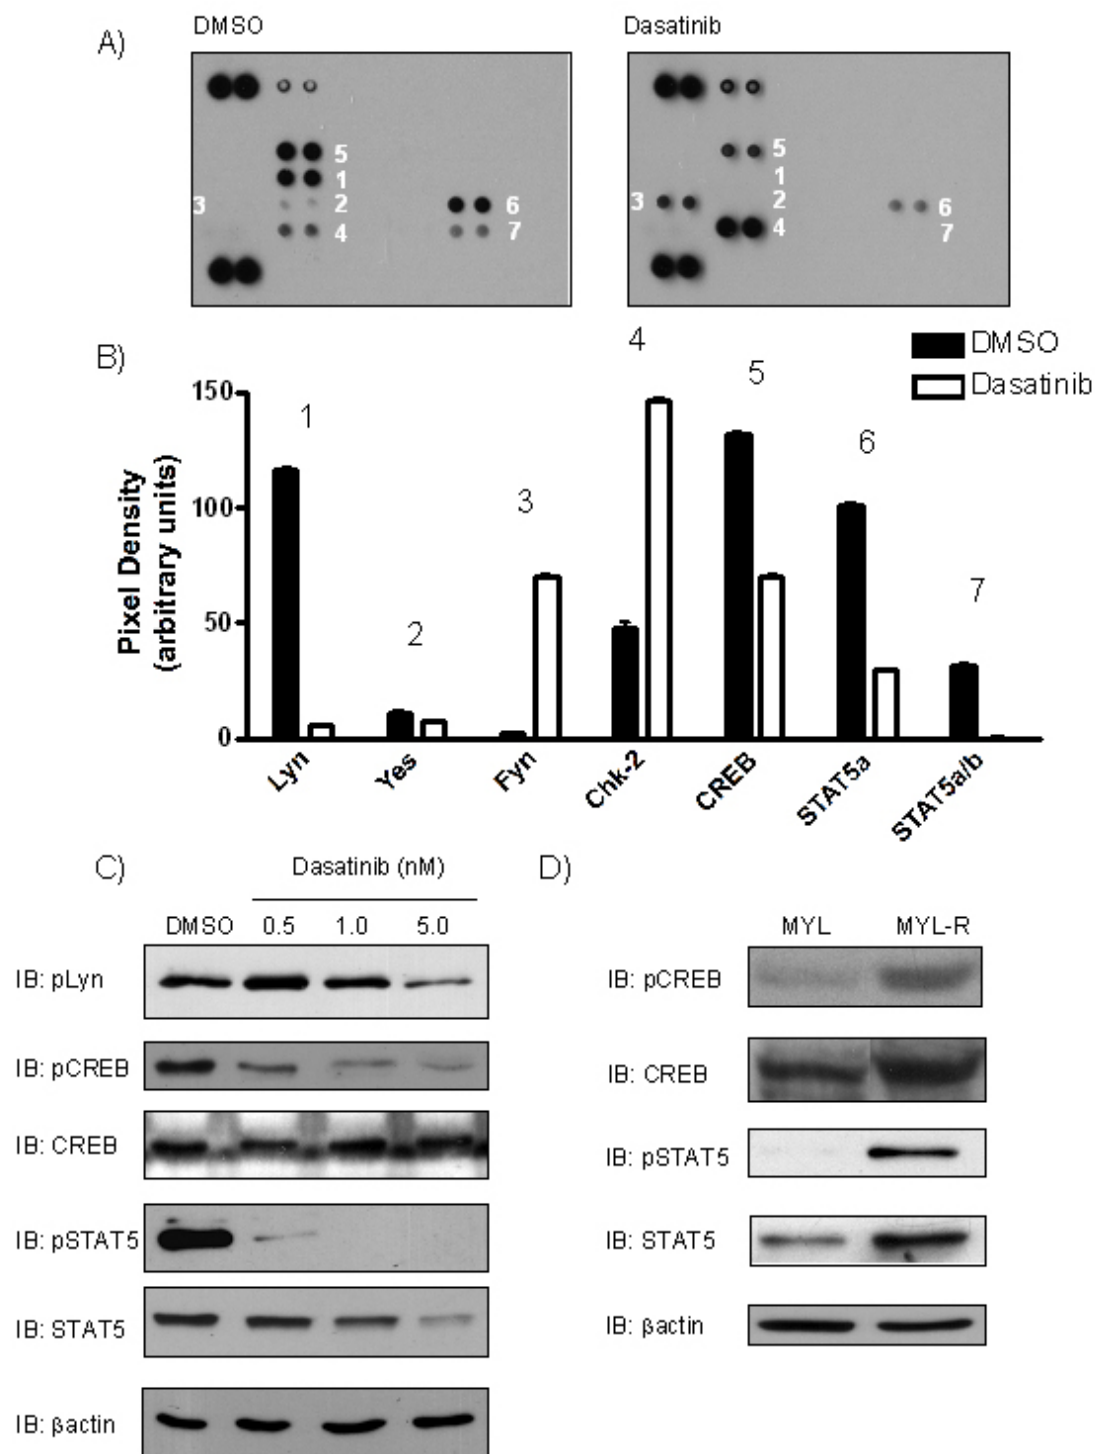 A)
DMSO
Dasatinib
5
1
3
2
6
4
7
5
1
3
2
6
4
7
B)
DMSO
Dasatinib
Pixel Density
(arbitrary units)
150
100
50
0
1
2
3
4
5
6
7
Lyn
Yes
Fyn
Chk-2
CREB
STAT5a
STAT5a/b
C)
Dasatinib (nM)
DMSO 0.5 1.0 5.0
IB: pLyn
IB: pCREB
IB: CREB
IB: pSTAT5
IB: STAT5
IB: βactin
D)
MYL MYL-R
IB: pCREB
IB: CREB
IB: pSTAT5
IB: STAT5
IB: βactin